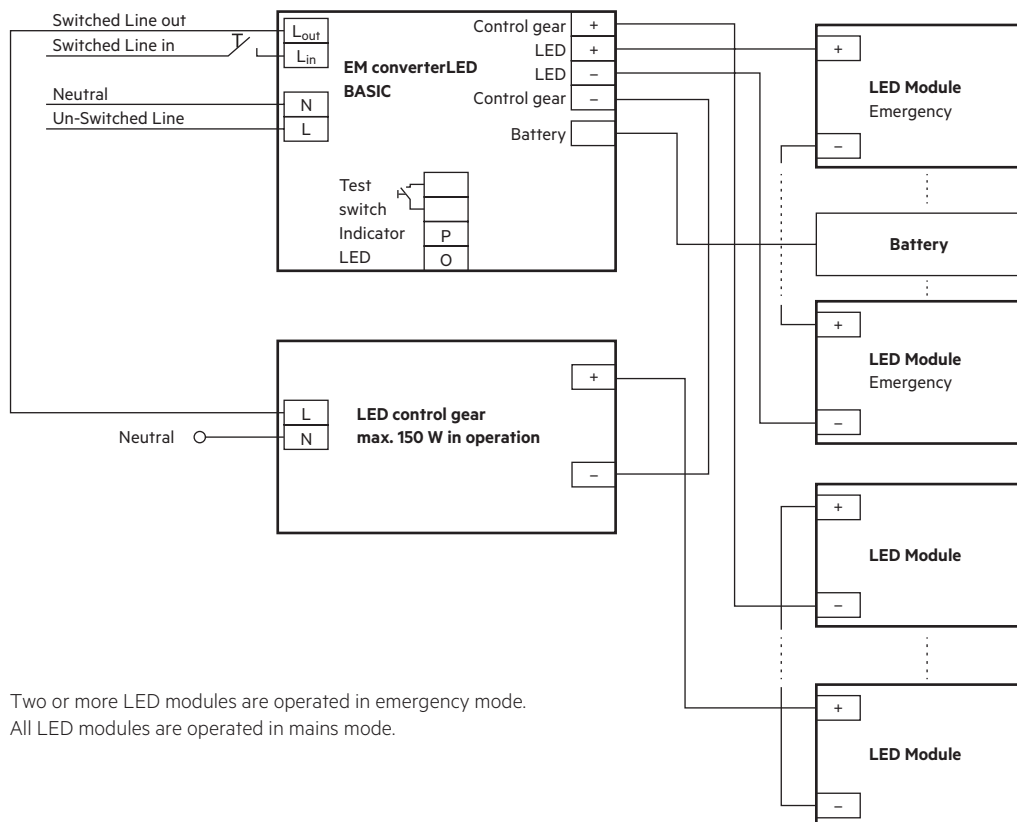 Switched Line out
Switched Line in
Neutral
Un-Switched Line
Lout
Lin
N
L
EM converterLED
BASIC
Control gear +
LED +
LED –
Control gear –
Battery
Test
switch
Indicator P
LED O
+
LED Module
Emergency
–
Battery
+
LED Module
Emergency
–
L
Neutral N
LED control gear
max. 150 W in operation
+
–
+
LED Module
–
+
LED Module
–
Two or more LED modules are operated in emergency mode.
All LED modules are operated in mains mode.